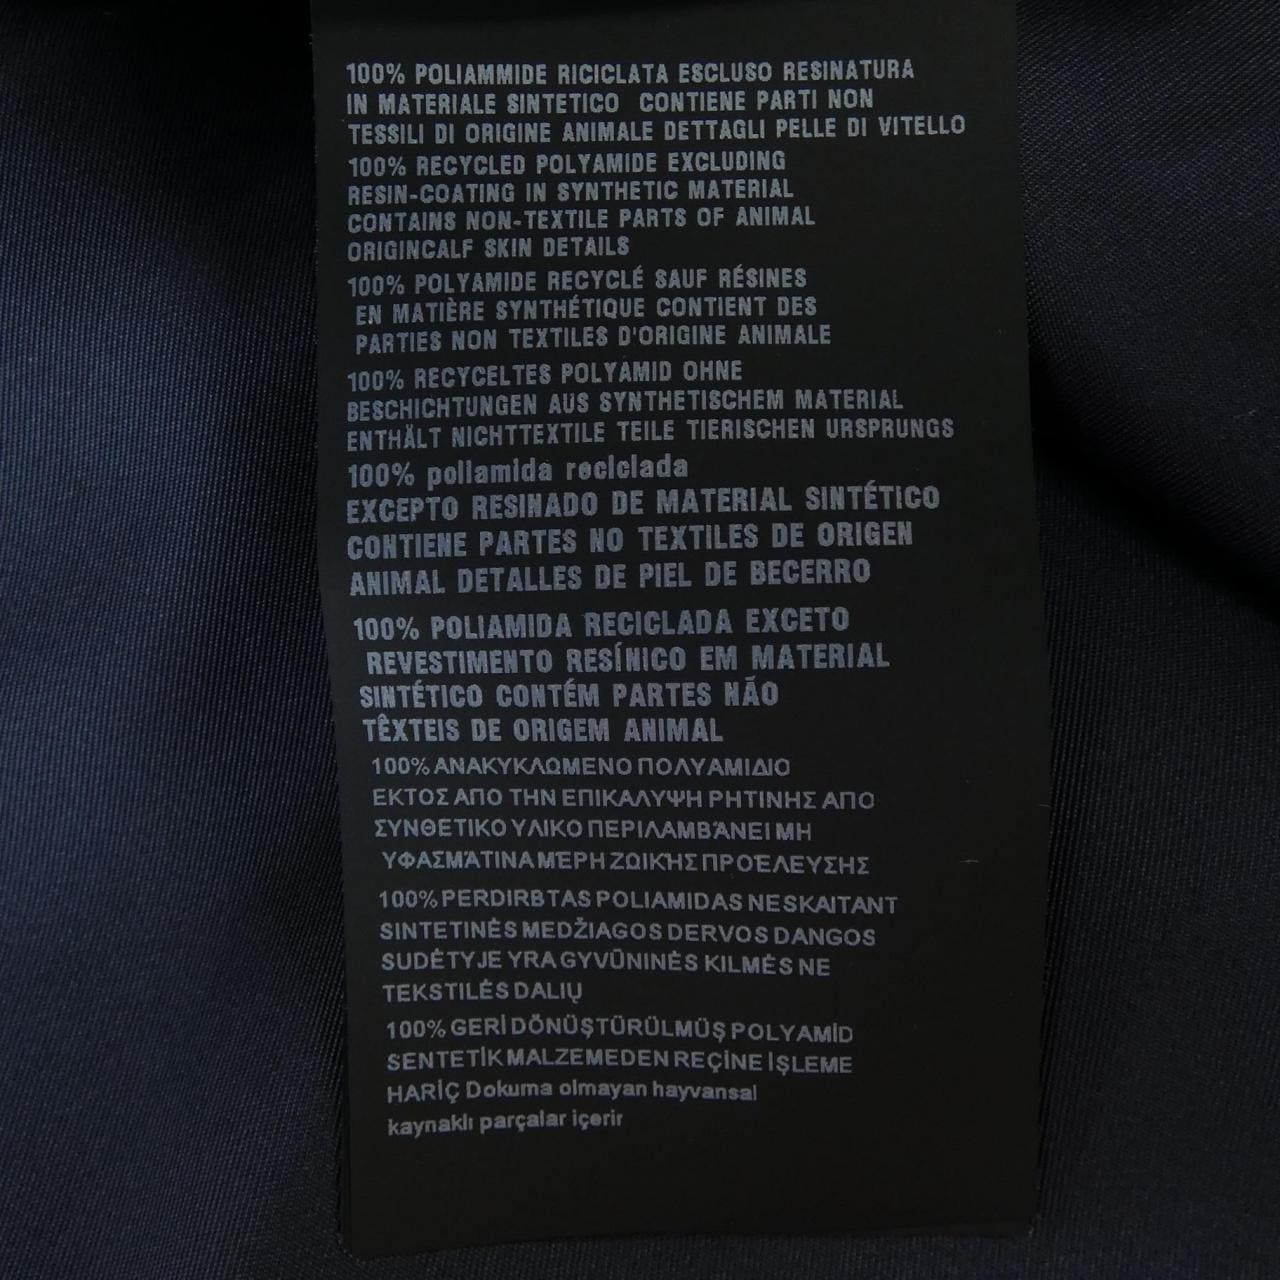 100% POLIAMMIDE RICICLATA ESCLUSO RESINATURA
IN MATERIALE SINTETICO CONTIENE PARTI NON
TESSILI DI ORIGINE ANIMALE DETTAGLI PELLE DI VITELLO
100% RECYCLED POLYAMIDE EXCLUDING
RESIN-COATING IN SYNTHETIC MATERIAL
CONTAINS NON-TEXTILE PARTS OF ANIMAL
ORIGINCALF SKIN DETAILS
100% POLYAMIDE RECYCLÉ SAUF RÉSINES
EN MATIÈRE SYNTHÉTIQUE CONTIENT DES
PARTIES NON TEXTILES D'ORIGINE ANIMALE
100% RECYCELTES POLYAMID OHNE
BESCHICHTUNGEN AUS SYNTHETISCHEM MATERIAL
ENTHÄLT NICHTTEXTILE TEILE TIERISCHEN URSPRUNGS
100% poliamida reciclada
EXCEPTO RESINADO DE MATERIAL SINTÉTICO
CONTIENE PARTES NO TEXTILES DE ORIGEN
ANIMAL DETALLES DE PIEL DE BECERRO
100% POLIAMIDA RECICLADA EXCETO
REVESTIMENTO RESÍNICO EM MATERIAL
SINTÉTICO CONTÉM PARTES NÃO
TÊXTEIS DE ORIGEM ANIMAL
100% ΑΝΑΚΥΚΛΩΜΕΝΟ ΠΟΛΥΑΜΙΔΙΟ
ΕΚΤΟΣ ΑΠΟ ΤΗΝ ΕΠΙΚΑΛΥΨΗ ΡΗΤΙΝΗΣ ΑΠΟ
ΣΥΝΘΕΤΙΚΟ ΥΛΙΚΟ ΠΕΡΙΛΑΜΒΆΝΕΙ ΜΗ
ΥΦΑΣΜΆΤΙΝΑ ΜΈΡΗ ΖΩΙΚΉΣ ΠΡΟΈΛΕΥΣΗΣ
100% PERDIRBTAS POLIAMIDAS NESKAITANT
SINTETINĖS MEDŽIAGOS DERVOS DANGOS
SUDĖTYJE YRA GYVŪNINĖS KILMĖS NE
TEKSTILĖS DALIŲ
100% GERİ DÖNÜŞTÜRÜLMÜŞ POLYAMİD
SENTETİK MALZEMEDEN REÇİNE İŞLEME
HARİÇ Dokuma olmayan hayvansal
kaynaklı parçalar içerir